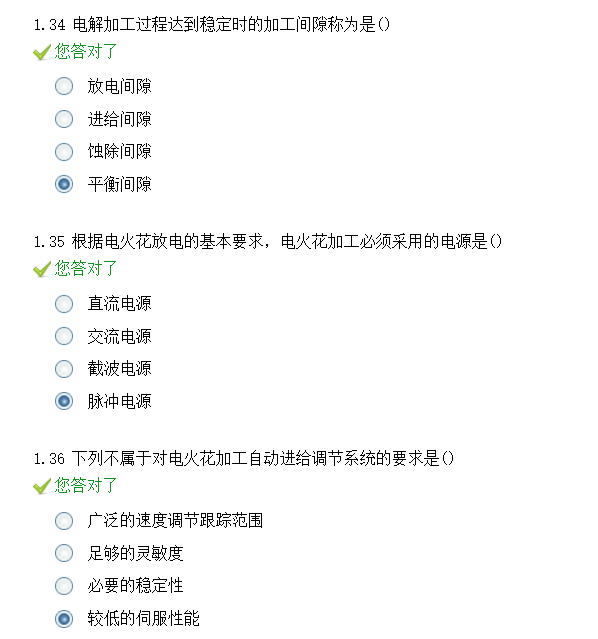 1.34 电解加工过程达到稳定时的加工间隙称为是()
您答对了
放电间隙
进给间隙
蚀除间隙
平衡间隙
1.35 根据电火花放电的基本要求，电火花加工必须采用的电源是()
您答对了
直流电源
交流电源
截波电源
脉冲电源
1.36 下列不属于对电火花加工自动进给调节系统的要求是()
您答对了
广泛的速度调节跟踪范围
足够的灵敏度
必要的稳定性
较低的伺服性能